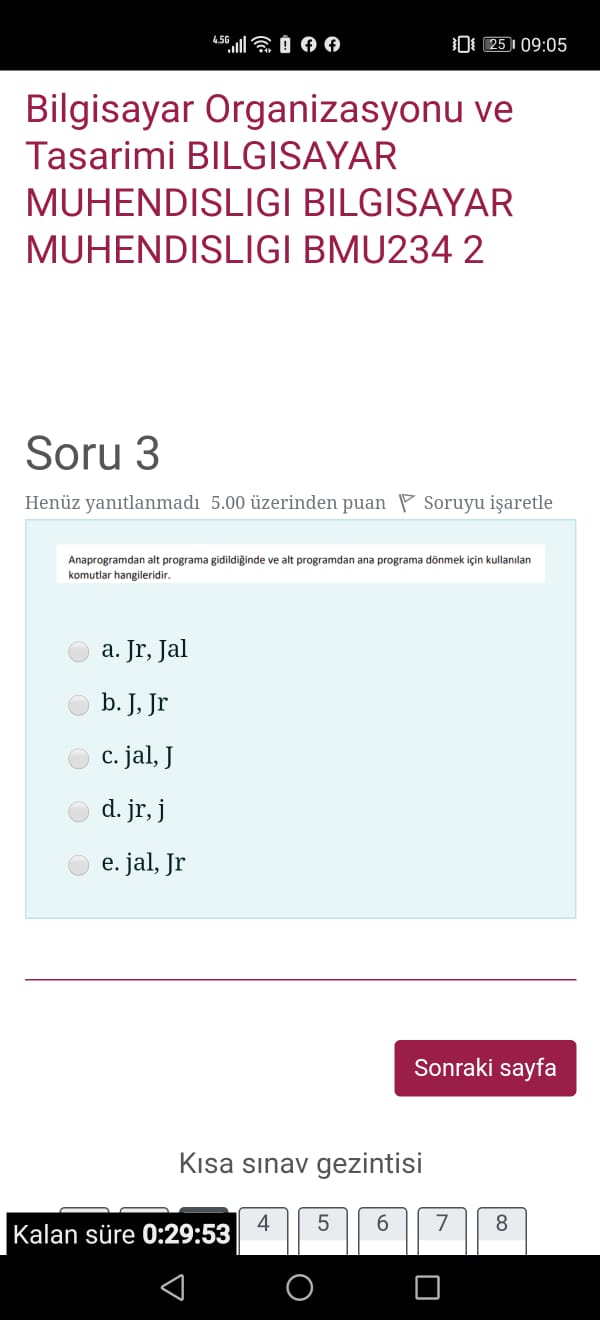 4.5G 25 09:05
Bilgisayar Organizasyonu ve
Tasarimi BILGISAYAR
MUHENDISLIGI BILGISAYAR
MUHENDISLIGI BMU234 2
Soru 3
Henüz yanıtlanmadı 5.00 üzerinden puan Soruyu işaretle
Anaprogramdan alt programa gidildiğinde ve alt programdan ana programa dönmek için kullanılan
komutlar hangileridir.
a. Jr, Jal
b. J, Jr
c. jal, J
d. jr, j
e. jal, Jr
Sonraki sayfa
Kısa sınav gezintisi
Kalan süre 0:29:53 4 5 6 7 8